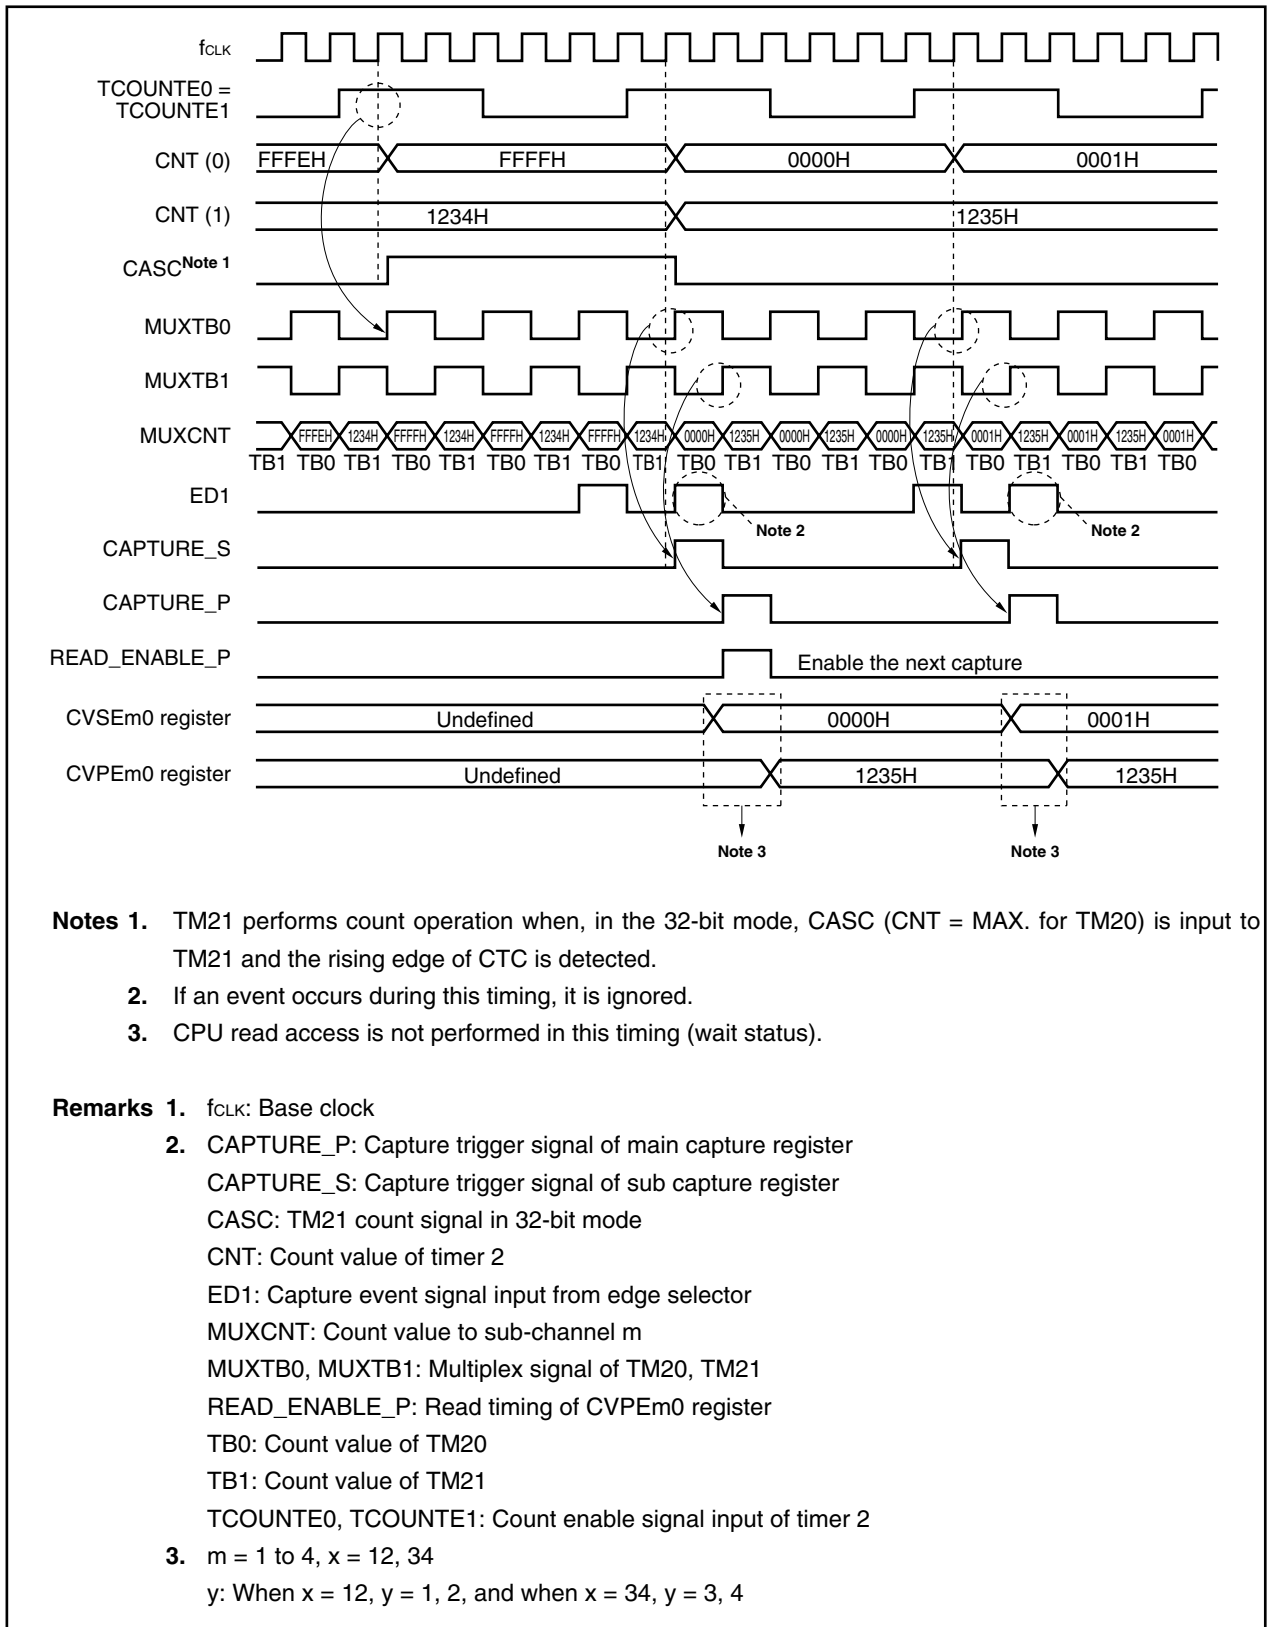 fCLK
TCOUNTE0 =
TCOUNTE1
CNT (0) FFFEH FFFFH 0000H 0001H
CNT (1) 1234H 1235H
CASCNote 1
MUXTB0
MUXTB1
MUXCNT FFFEH 1234H FFFFH 1234H FFFFH 1234H FFFFH 1234H 0000H 1235H 0000H 1235H 0000H 1235H 0001H 1235H 0001H 1235H 0001H
TB1 TB0 TB1 TB0 TB1 TB0 TB1 TB0 TB1 TB0 TB1 TB0 TB1 TB0 TB1 TB0 TB1 TB0 TB1 TB0
ED1
Note 2 Note 2
CAPTURE_S
CAPTURE_P
READ_ENABLE_P Enable the next capture
CVSEm0 register Undefined 0000H 0001H
CVPEm0 register Undefined 1235H 1235H
Note 3 Note 3
Notes 1. TM21 performs count operation when, in the 32-bit mode, CASC (CNT = MAX. for TM20) is input to
TM21 and the rising edge of CTC is detected.
2. If an event occurs during this timing, it is ignored.
3. CPU read access is not performed in this timing (wait status).
Remarks 1. fCLK: Base clock
2. CAPTURE_P: Capture trigger signal of main capture register
CAPTURE_S: Capture trigger signal of sub capture register
CASC: TM21 count signal in 32-bit mode
CNT: Count value of timer 2
ED1: Capture event signal input from edge selector
MUXCNT: Count value to sub-channel m
MUXTB0, MUXTB1: Multiplex signal of TM20, TM21
READ_ENABLE_P: Read timing of CVPEm0 register
TB0: Count value of TM20
TB1: Count value of TM21
TCOUNTE0, TCOUNTE1: Count enable signal input of timer 2
3. m = 1 to 4, x = 12, 34
y: When x = 12, y = 1, 2, and when x = 34, y = 3, 4